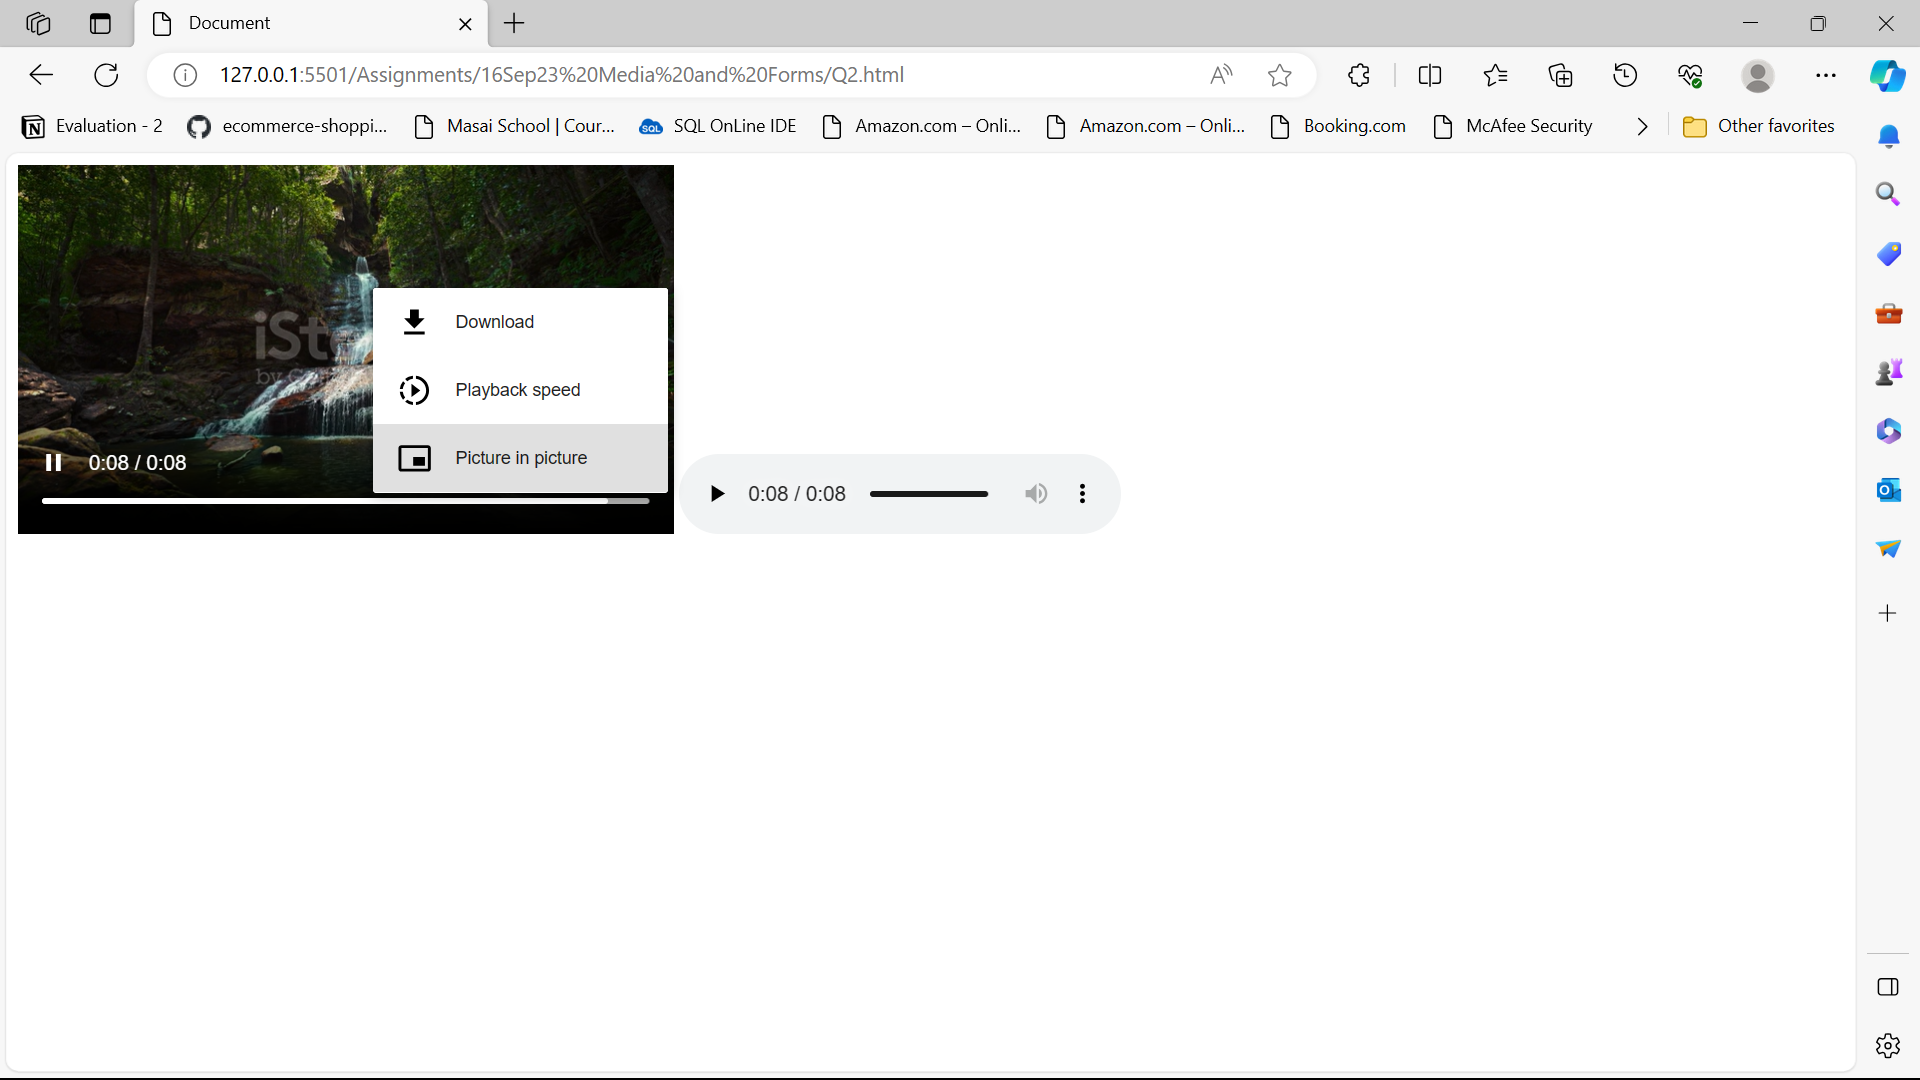 Document
127.0.0.1:5501/Assignments/16Sep23%20Media%20and%20Forms/Q2.html
Evaluation - 2
ecommerce-shoppi...
Masai School | Cour...
SQL OnLine IDE
Amazon.com – Onli...
Amazon.com – Onli...
Booking.com
McAfee Security
Other favorites
Download
Playback speed
Picture in picture
0:08 / 0:08
0:08 / 0:08